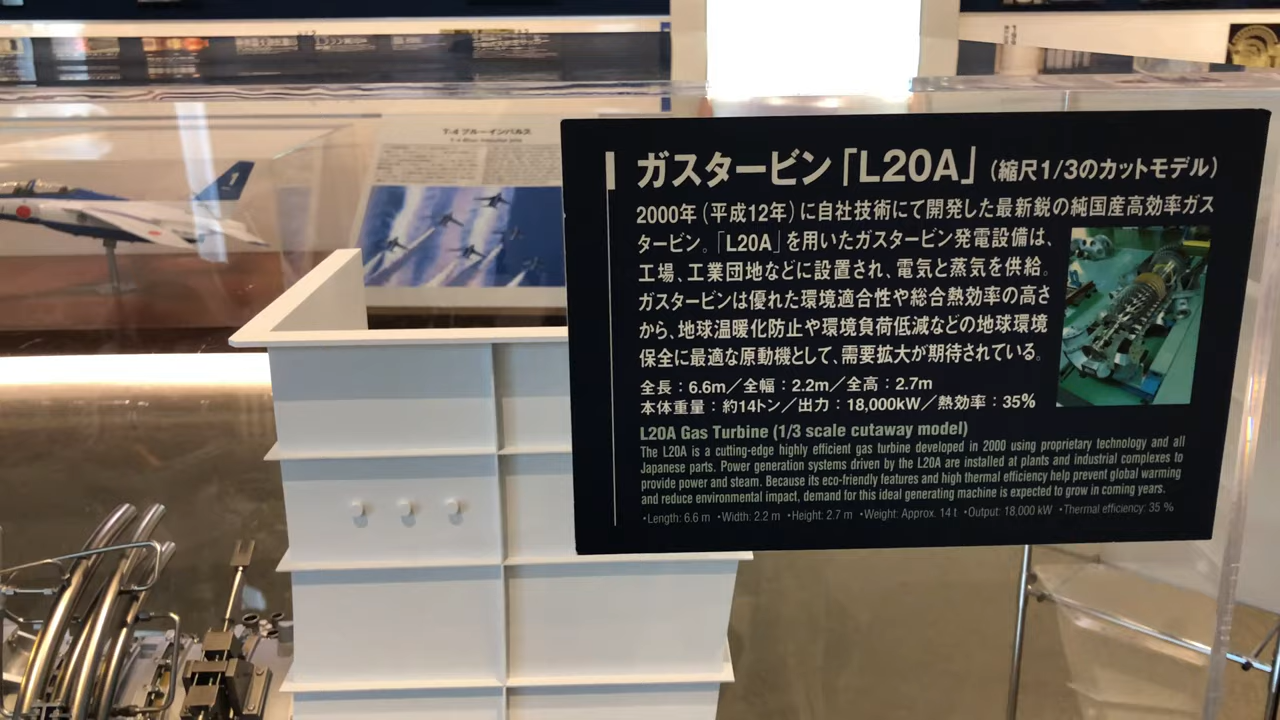 T-4 ブルーインパルス
ガスタービン「L20A」（縮尺1/3のカットモデル）
2000年（平成12年）に自社技術にて開発した最新鋭の純国産高効率ガス
タービン。「L20A」を用いたガスタービン発電設備は、
工場、工業団地などに設置され、電気と蒸気を供給。
ガスタービンは優れた環境適合性や総合熱効率の高さ
から、地球温暖化防止や環境負荷低減などの地球環境
保全に最適な原動機として、需要拡大が期待されている。
全長：6.6m／全幅：2.2m／全高：2.7m
本体重量：約14トン／出力：18,000kW／熱効率：35%
L20A Gas Turbine (1/3 scale cutaway model)
The L20A is a cutting-edge highly efficient gas turbine developed in 2000 using proprietary technology and all
Japanese parts. Power generation systems driven by the L20A are installed at plants and industrial complexes to
provide power and steam. Because its eco-friendly features and high thermal efficiency help prevent global warming
and reduce environmental impact, demand for this ideal generating machine is expected to grow in coming years.
•Length: 6.6 m •Width: 2.2 m •Height: 2.7 m •Weight: Approx. 14 t •Output: 18,000 kW •Thermal efficiency: 35 %
1